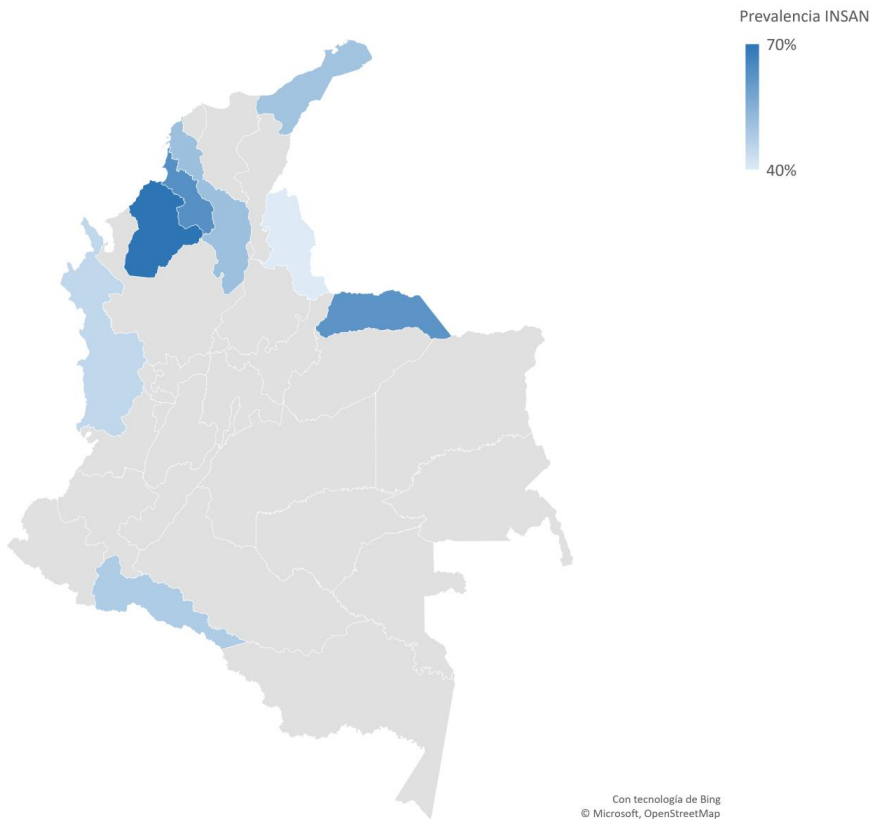 Prevalencia INSAN
70%
40%
Con tecnología de Bing
© Microsoft, OpenStreetMap